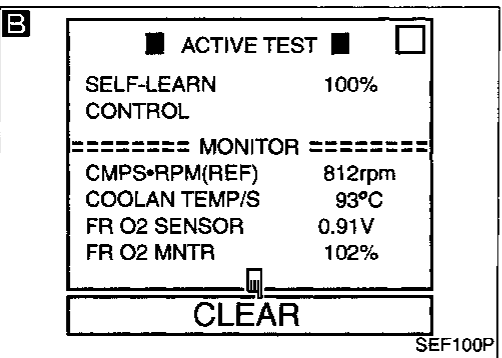 B
■ ACTIVE TEST ■
SELF-LEARN 100%
CONTROL
======== MONITOR ========
CMPS•RPM(REF) 812rpm
COOLAN TEMP/S 93°C
FR O2 SENSOR 0.91V
FR O2 MNTR 102%
CLEAR
SEF100P